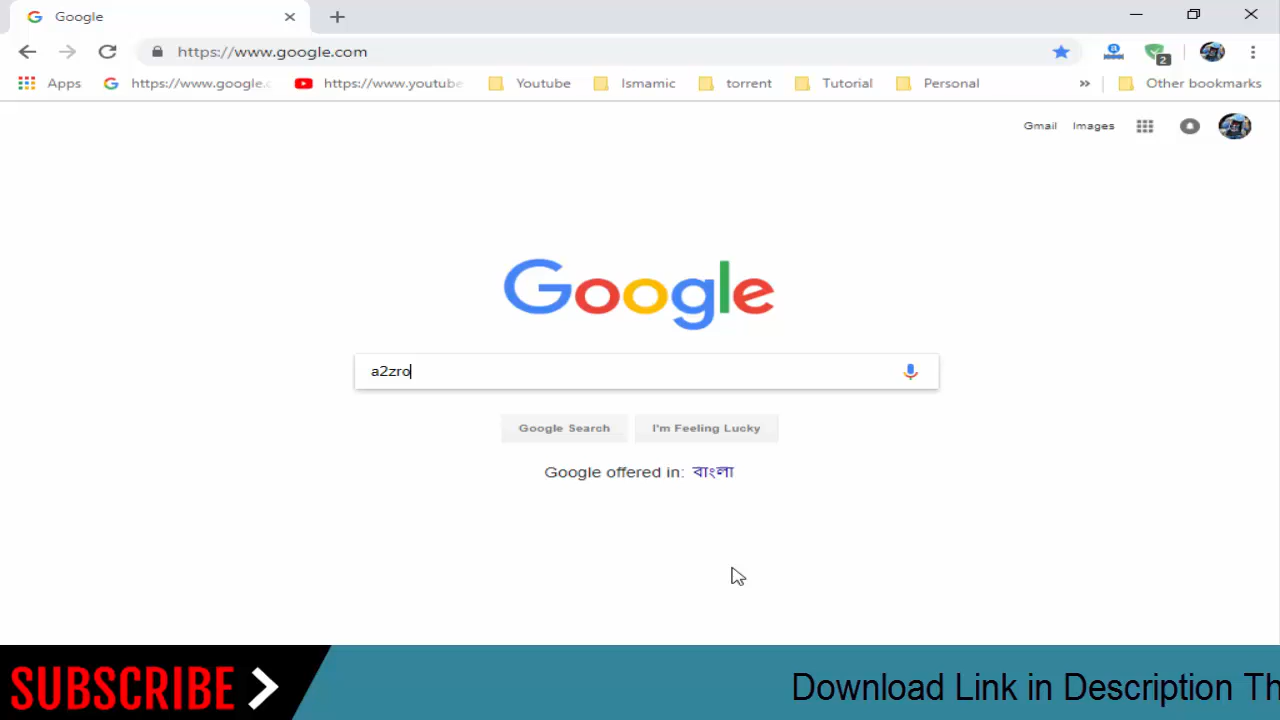 Google
https://www.google.com
2
Apps https://www.google.c https://www.youtube Youtube Ismamic torrent Tutorial Personal » Other bookmarks
Gmail Images
Google
a2zro
Google Search I'm Feeling Lucky
Google offered in: বাংলা
SUBSCRIBE
Download Link in Description Th